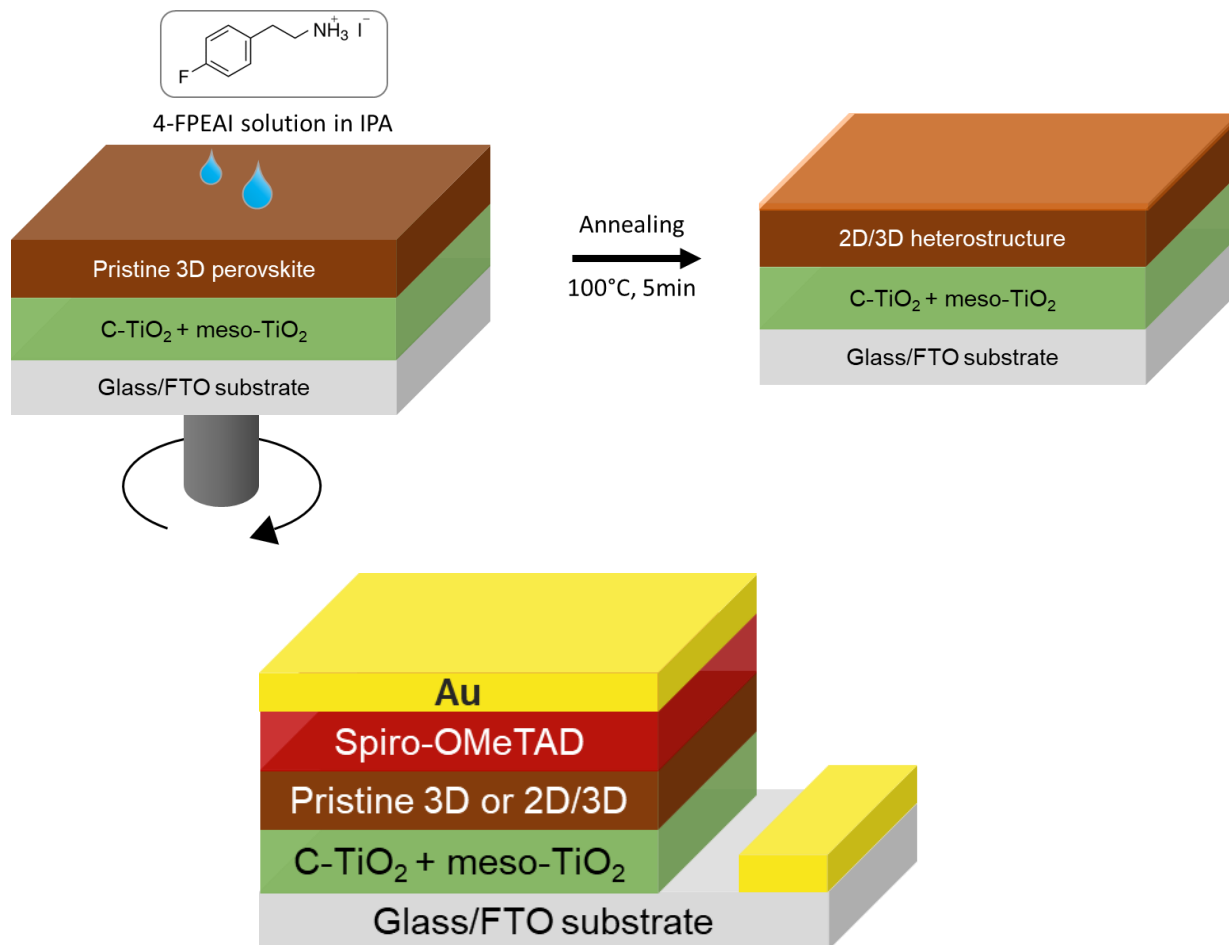 F
NH₃⁺ I⁻
4-FPEAI solution in IPA
Pristine 3D perovskite
C-TiO₂ + meso-TiO₂
Glass/FTO substrate
Annealing
100°C, 5min
2D/3D heterostructure
C-TiO₂ + meso-TiO₂
Glass/FTO substrate
Au
Spiro-OMeTAD
Pristine 3D or 2D/3D
C-TiO₂ + meso-TiO₂
Glass/FTO substrate